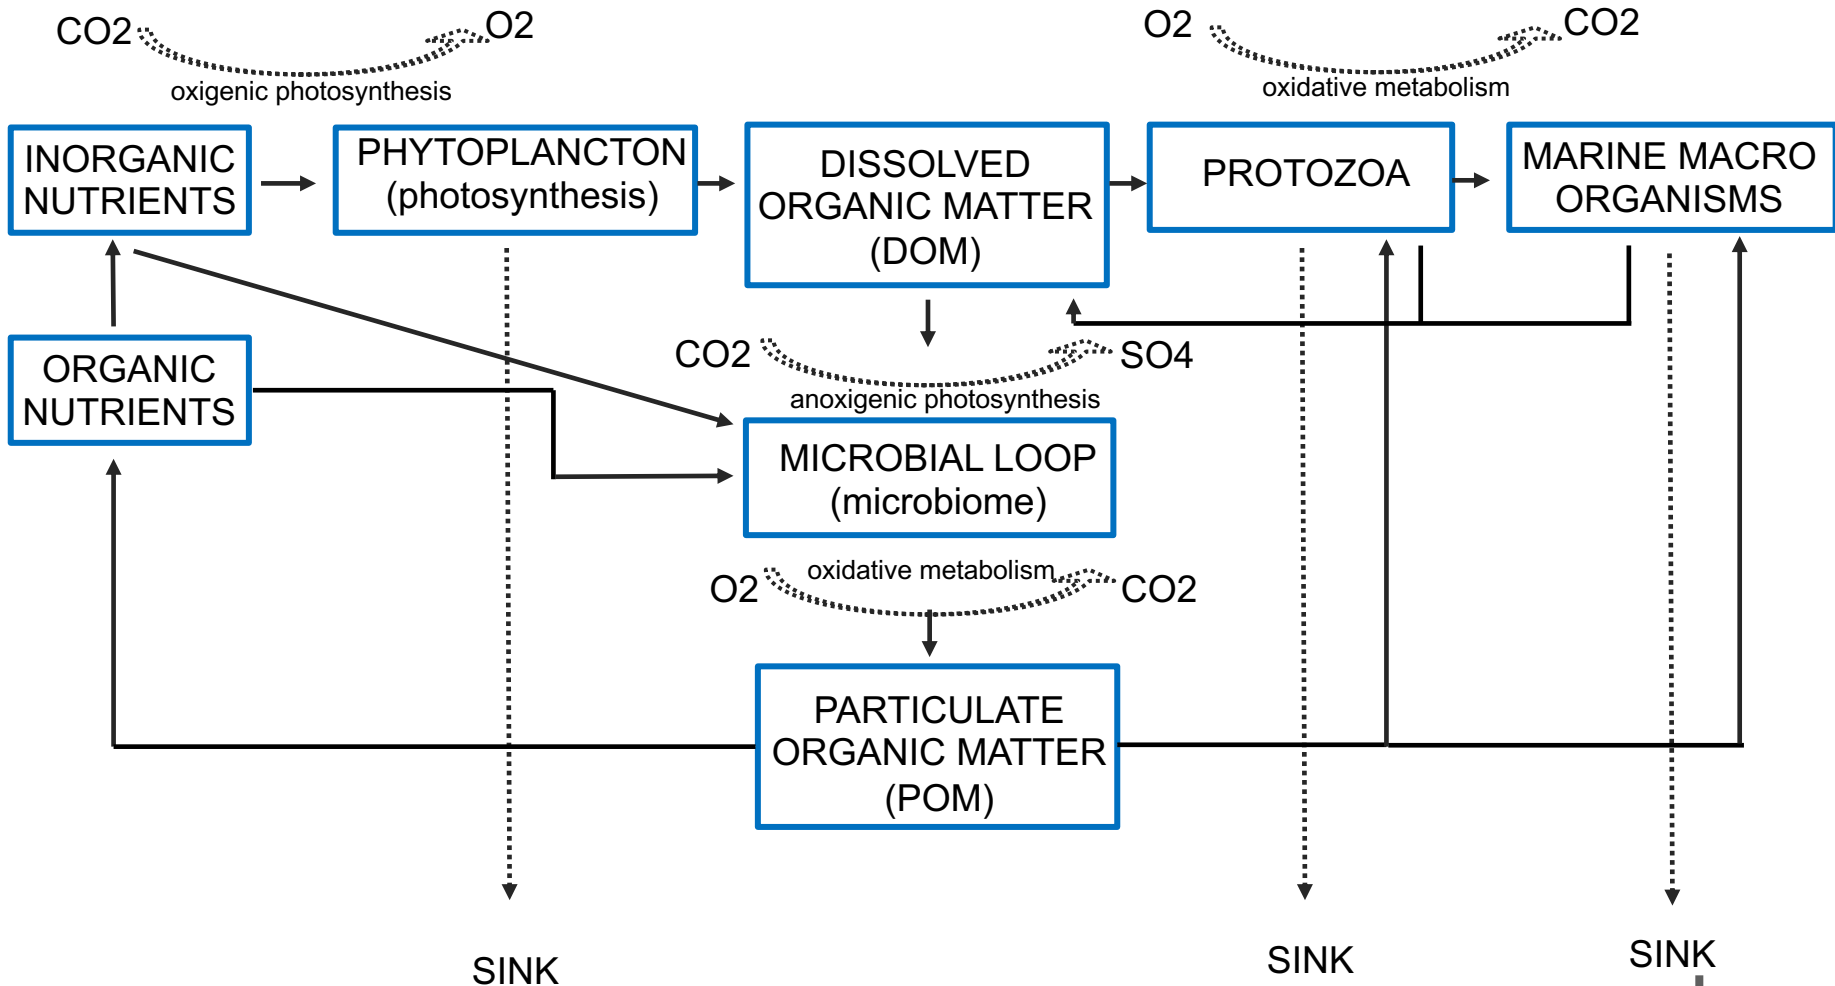 CO2
O2
oxigenic photosynthesis
O2
CO2
oxidative metabolism
INORGANIC
NUTRIENTS
PHYTOPLANCTON
(photosynthesis)
DISSOLVED
ORGANIC MATTER
(DOM)
PROTOZOA
MARINE MACRO
ORGANISMS
ORGANIC
NUTRIENTS
CO2
SO4
anoxigenic photosynthesis
MICROBIAL LOOP
(microbiome)
O2
oxidative metabolism
CO2
PARTICULATE
ORGANIC MATTER
(POM)
SINK
SINK
SINK